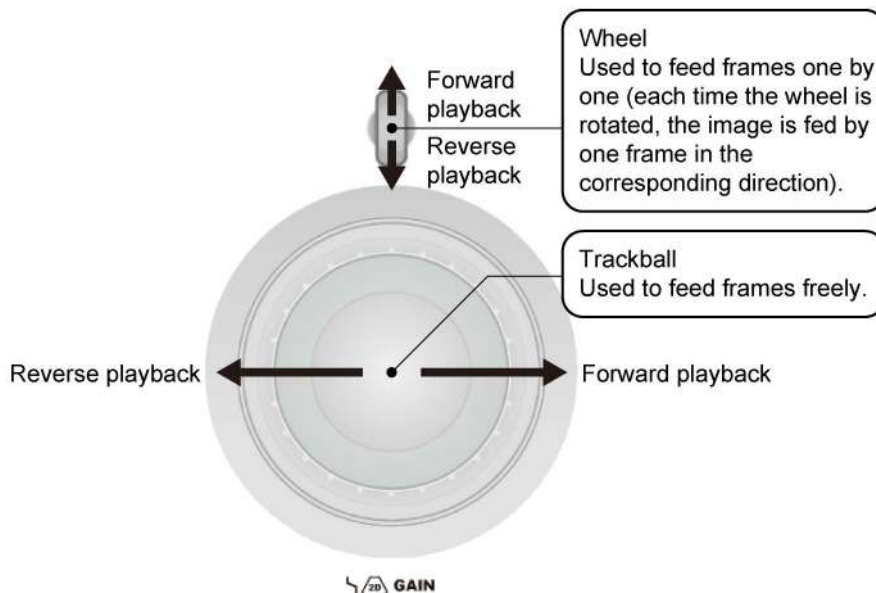 Wheel
Used to feed frames one by
one (each time the wheel is
rotated, the image is fed by
one frame in the
corresponding direction).
Forward
playback
Reverse
playback
Trackball
Used to feed frames freely.
Reverse playback
Forward playback
2D GAIN